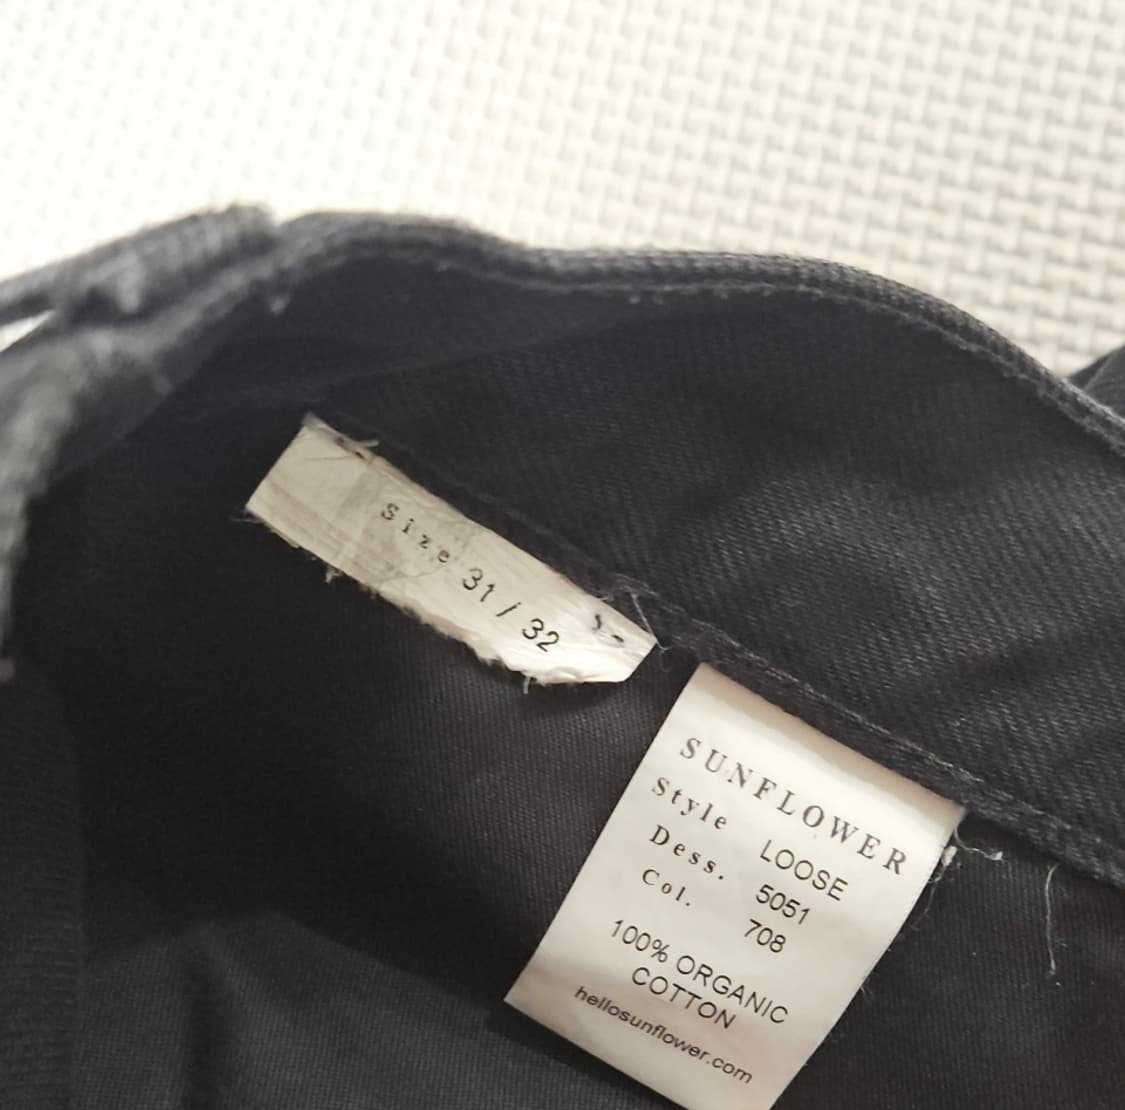 Size 31 / 32
SUNFLOWER
Style LOOSE
Dess. 5051
Col. 708
100% ORGANIC
COTTON
hellosunflower.com